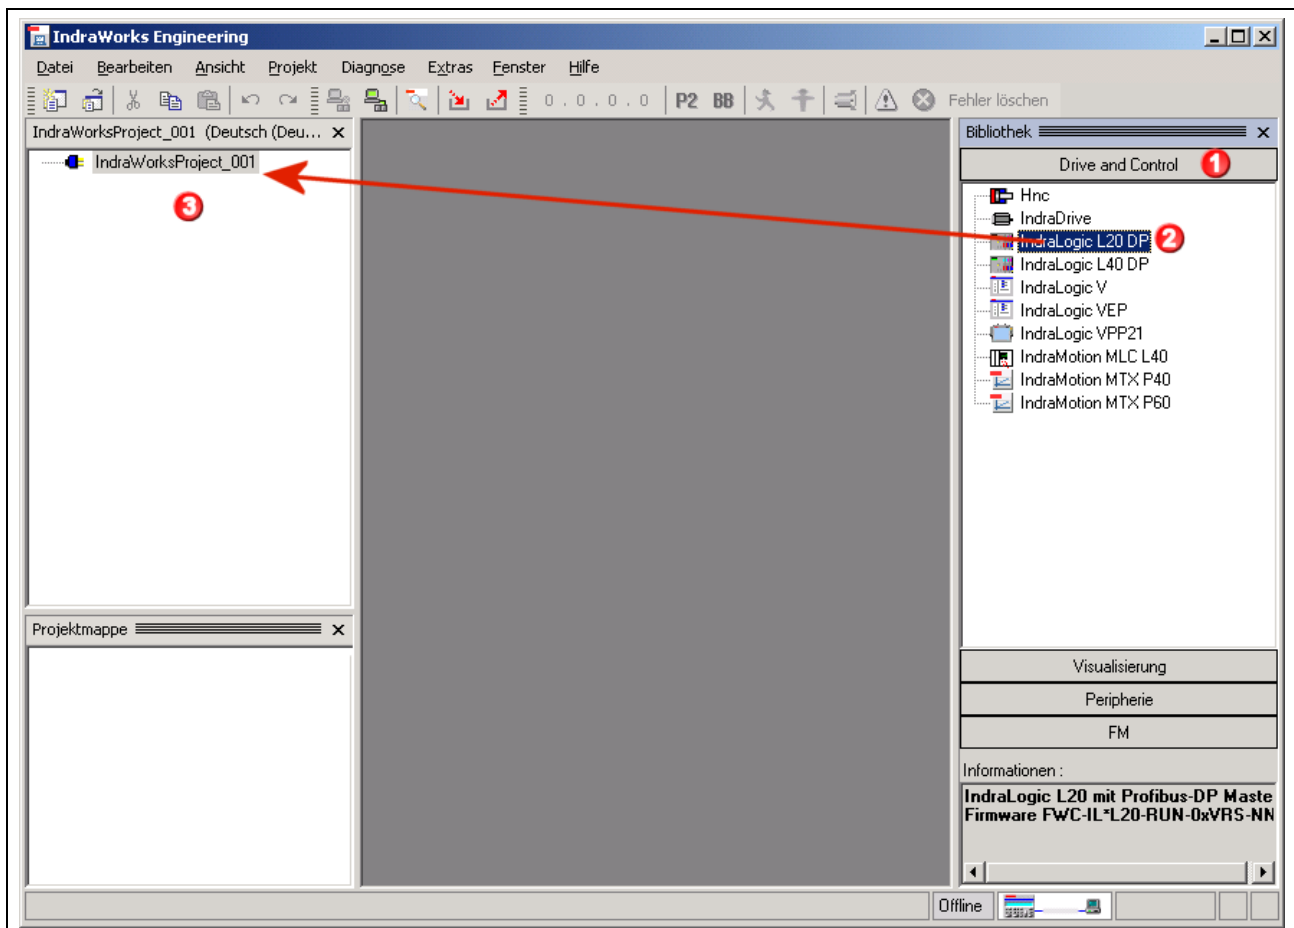 IndraWorks Engineering
Datei Bearbeiten Ansicht Projekt Diagnose Extras Fenster Hilfe
0.0.0.0 P2 BB Fehler löschen
IndraWorksProject_001 (Deutsch (Deu...
IndraWorksProject_001
3
Projektmappe
Bibliothek
Drive and Control 1
Hnc
IndraDrive
IndraLogic L20 DP 2
IndraLogic L40 DP
IndraLogic V
IndraLogic VEP
IndraLogic VPP21
IndraMotion MLC L40
IndraMotion MTX P40
IndraMotion MTX P60
Visualisierung
Peripherie
FM
Informationen :
IndraLogic L20 mit Profibus-DP Maste
Firmware FWC-IL*L20-RUN-0xVRS-NN
Offline